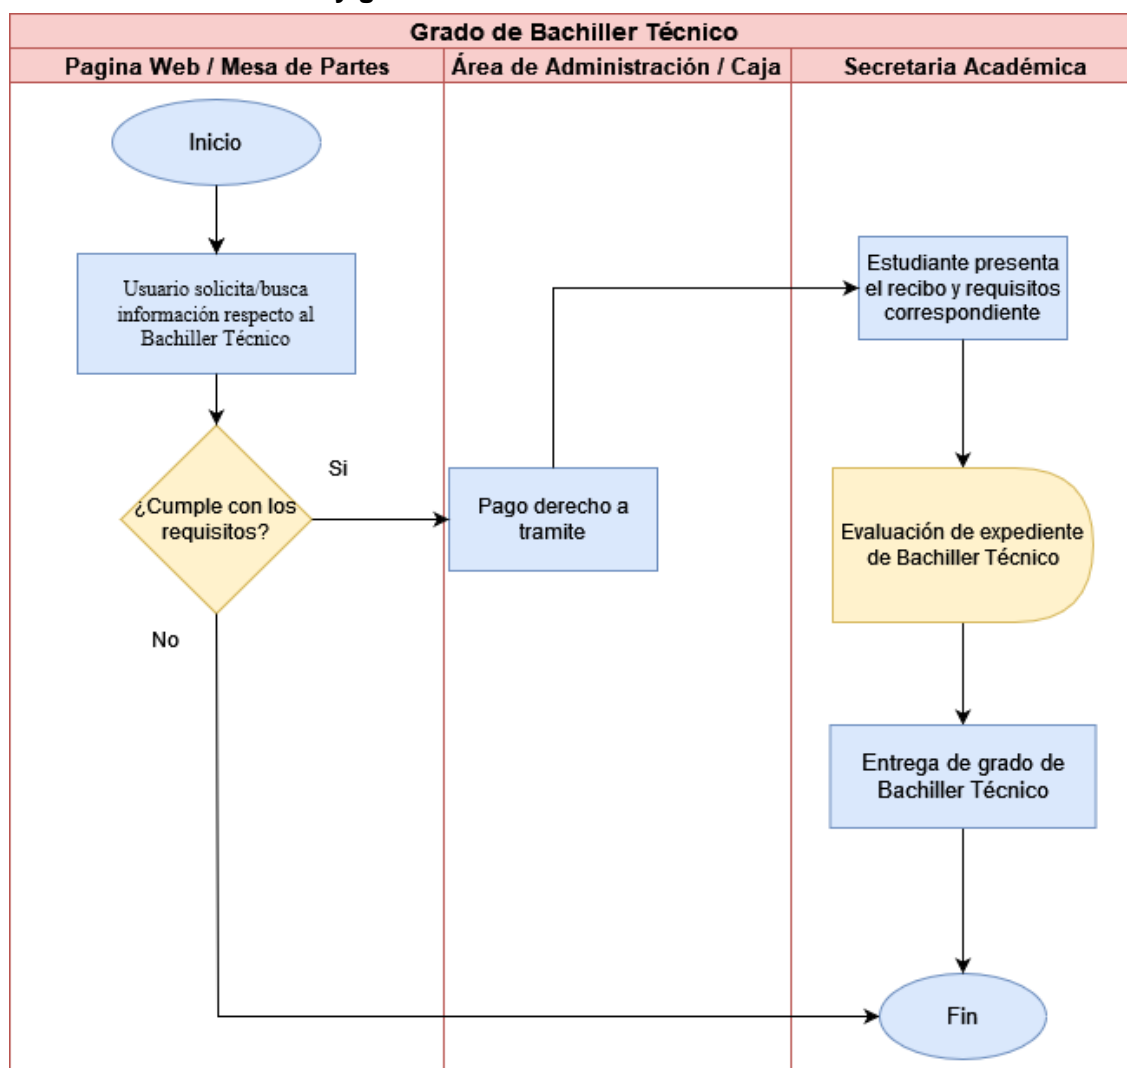 Grado de Bachiller Técnico
Pagina Web / Mesa de Partes
Área de Administración / Caja
Secretaria Académica
Inicio
Usuario solicita/busca
información respecto al
Bachiller Técnico
¿Cumple con los
requisitos?
Si
No
Pago derecho a
tramite
Estudiante presenta
el recibo y requisitos
correspondiente
Evaluación de expediente
de Bachiller Técnico
Entrega de grado de
Bachiller Técnico
Fin